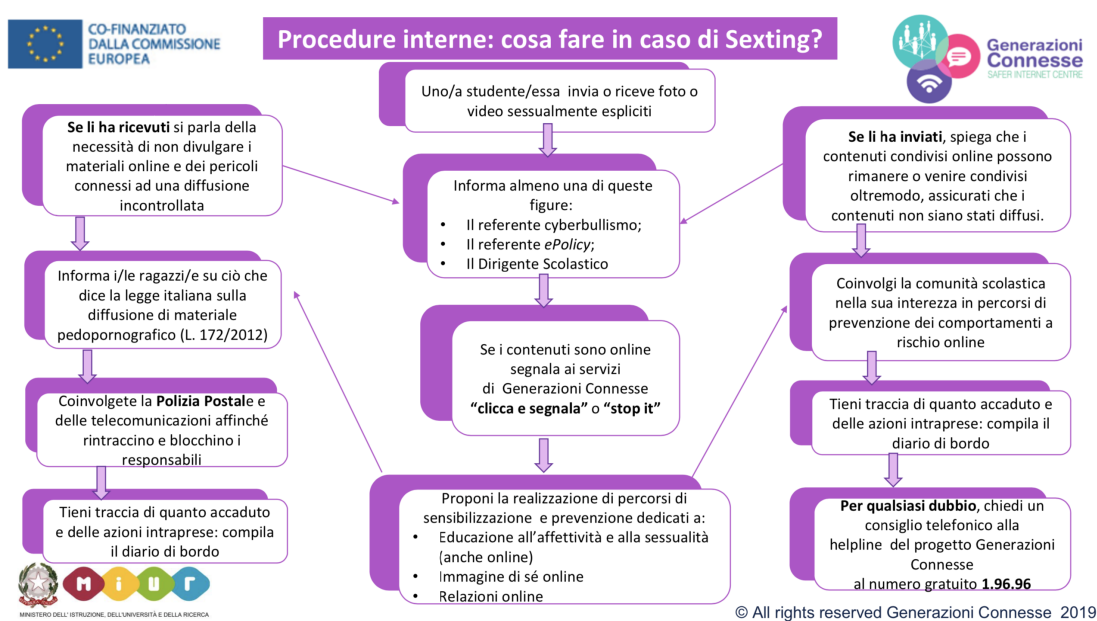 CO-FINANZIATO
DALLA COMMISSIONE
EUROPEA
Procedure interne: cosa fare in caso di Sexting?
Generazioni
Connesse
SAFER INTERNET CENTRE
Uno/a studente/essa invia o riceve foto o
video sessualmente espliciti
Se li ha ricevuti si parla della
necessità di non divulgare i
materiali online e dei pericoli
connessi ad una diffusione
incontrollata
Informa i/le ragazzi/e su ciò che
dice la legge italiana sulla
diffusione di materiale
pedopornografico (L. 172/2012)
Coinvolgete la Polizia Postale e
delle telecomunicazioni affinché
rintraccino e blocchino i
responsabili
Tieni traccia di quanto accaduto
e delle azioni intraprese: compila
il diario di bordo
Informa almeno una di queste
figure:
• Il referente cyberbullismo;
• Il referente ePolicy;
• Il Dirigente Scolastico
Se i contenuti sono online
segnala ai servizi
di Generazioni Connesse
“clicca e segnala” o “stop it”
Proponi la realizzazione di percorsi di
sensibilizzazione e prevenzione dedicati a:
• Educazione all’affettività e alla sessualità
(anche online)
• Immagine di sé online
• Relazioni online
Se li ha inviati, spiega che i
contenuti condivisi online possono
rimanere o venire condivisi
oltremodo, assicurati che i
contenuti non siano stati diffusi.
Coinvolgi la comunità scolastica
nella sua interezza in percorsi di
prevenzione dei comportamenti a
rischio online
Tieni traccia di quanto accaduto e
delle azioni intraprese: compila il
diario di bordo
Per qualsiasi dubbio, chiedi un
consiglio telefonico alla
helpline del progetto Generazioni
Connesse
al numero gratuito 1.96.96
miur
MINISTERO DELL' ISTRUZIONE, DELL'UNIVERSITÀ E DELLA RICERCA
© All rights reserved Generazioni Connesse 2019